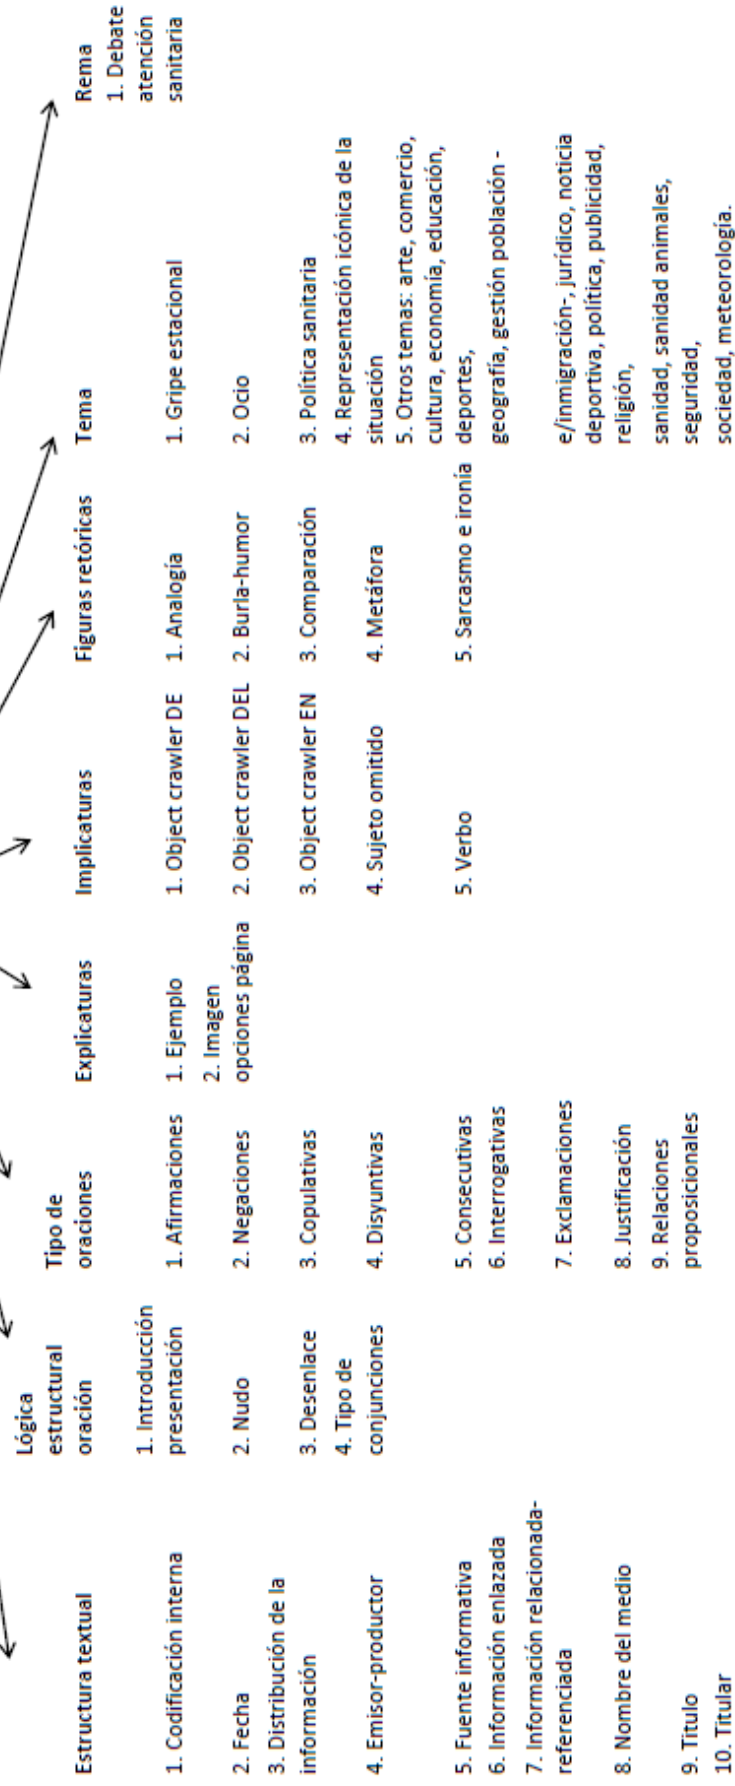 Estructura textual
1. Codificación interna
2. Fecha
3. Distribución de la
información
4. Emisor-productor
5. Fuente informativa
6. Información enlazada
7. Información relacionada-
referenciada
8. Nombre del medio
9. Titulo
10. Titular
Lógica
estructural
oración
1. Introducción
presentación
2. Nudo
3. Desenlace
4. Tipo de
conjunciones
Tipo de
oraciones
1. Afirmaciones
2. Negaciones
3. Copulativas
4. Disyuntivas
5. Consecutivas
6. Interrogativas
7. Exclamaciones
8. Justificación
9. Relaciones
proposicionales
Explicaturas
1. Ejemplo
2. Imagen
opciones página
Implicaturas
1. Object crawler DE
2. Object crawler DEL
3. Object crawler EN
4. Sujeto omitido
5. Verbo
Figuras retóricas
1. Analogía
2. Burla-humor
3. Comparación
4. Metáfora
5. Sarcasmo e ironía
Tema
1. Gripe estacional
2. Ocio
3. Política sanitaria
4. Representación icónica de la
situación
5. Otros temas: arte, comercio,
cultura, economía, educación,
deportes,
geografía, gestión población -
e/inmigración-, jurídico, noticia
deportiva, política, publicidad,
religión,
sanidad, sanidad animales,
seguridad,
sociedad, meteorología.
Rema
1. Debate
atención
sanitaria